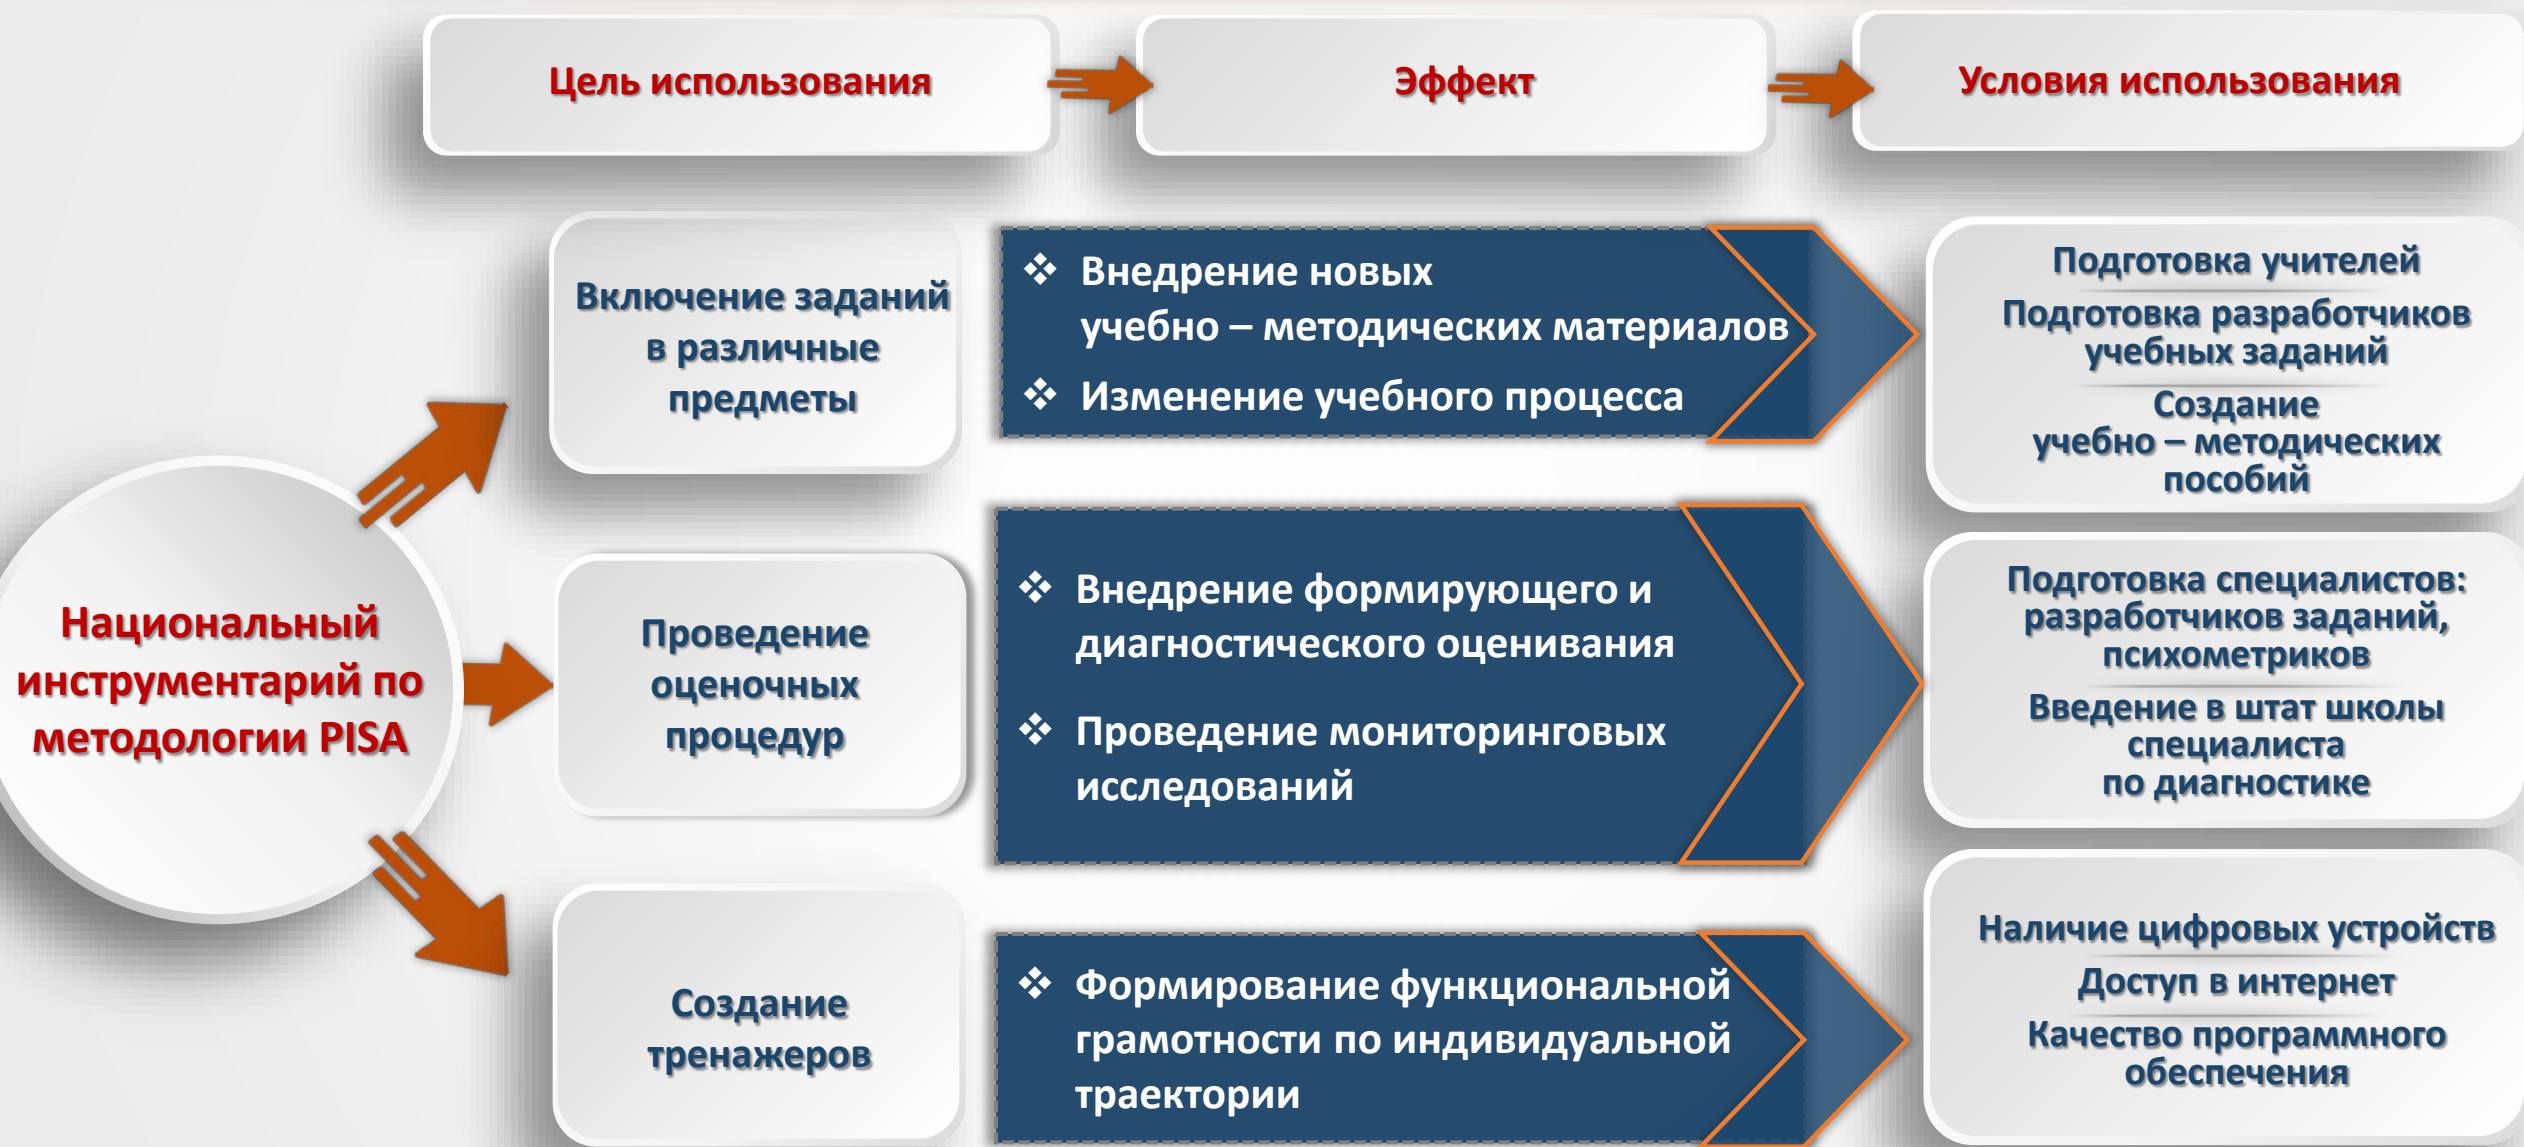 Цель использования
Эффект
Условия использования
Национальный
инструментарий по
методологии PISA
Включение заданий
в различные
предметы
❖ Внедрение новых
учебно – методических материалов
❖ Изменение учебного процесса
Подготовка учителей
Подготовка разработчиков
учебных заданий
Создание
учебно – методических
пособий
Проведение
оценочных
процедур
❖ Внедрение формирующего и
диагностического оценивания
❖ Проведение мониторинговых
исследований
Подготовка специалистов:
разработчиков заданий,
психометриков
Введение в штат школы
специалиста
по диагностике
Создание
тренажеров
❖ Формирование функциональной
грамотности по индивидуальной
траектории
Наличие цифровых устройств
Доступ в интернет
Качество программного
обеспечения